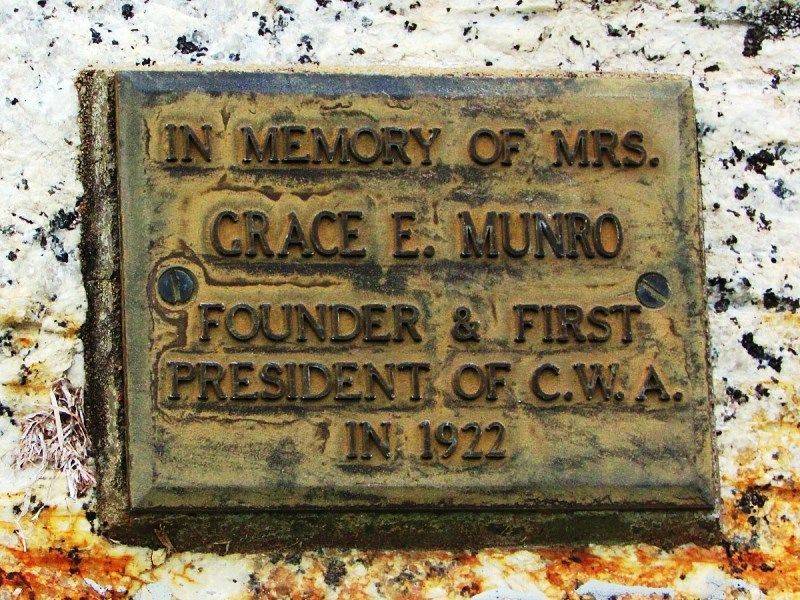 IN MEMORY OF MRS.
GRACE E. MUNRO
FOUNDER & FIRST
PRESIDENT OF C.W.A.
IN 1922